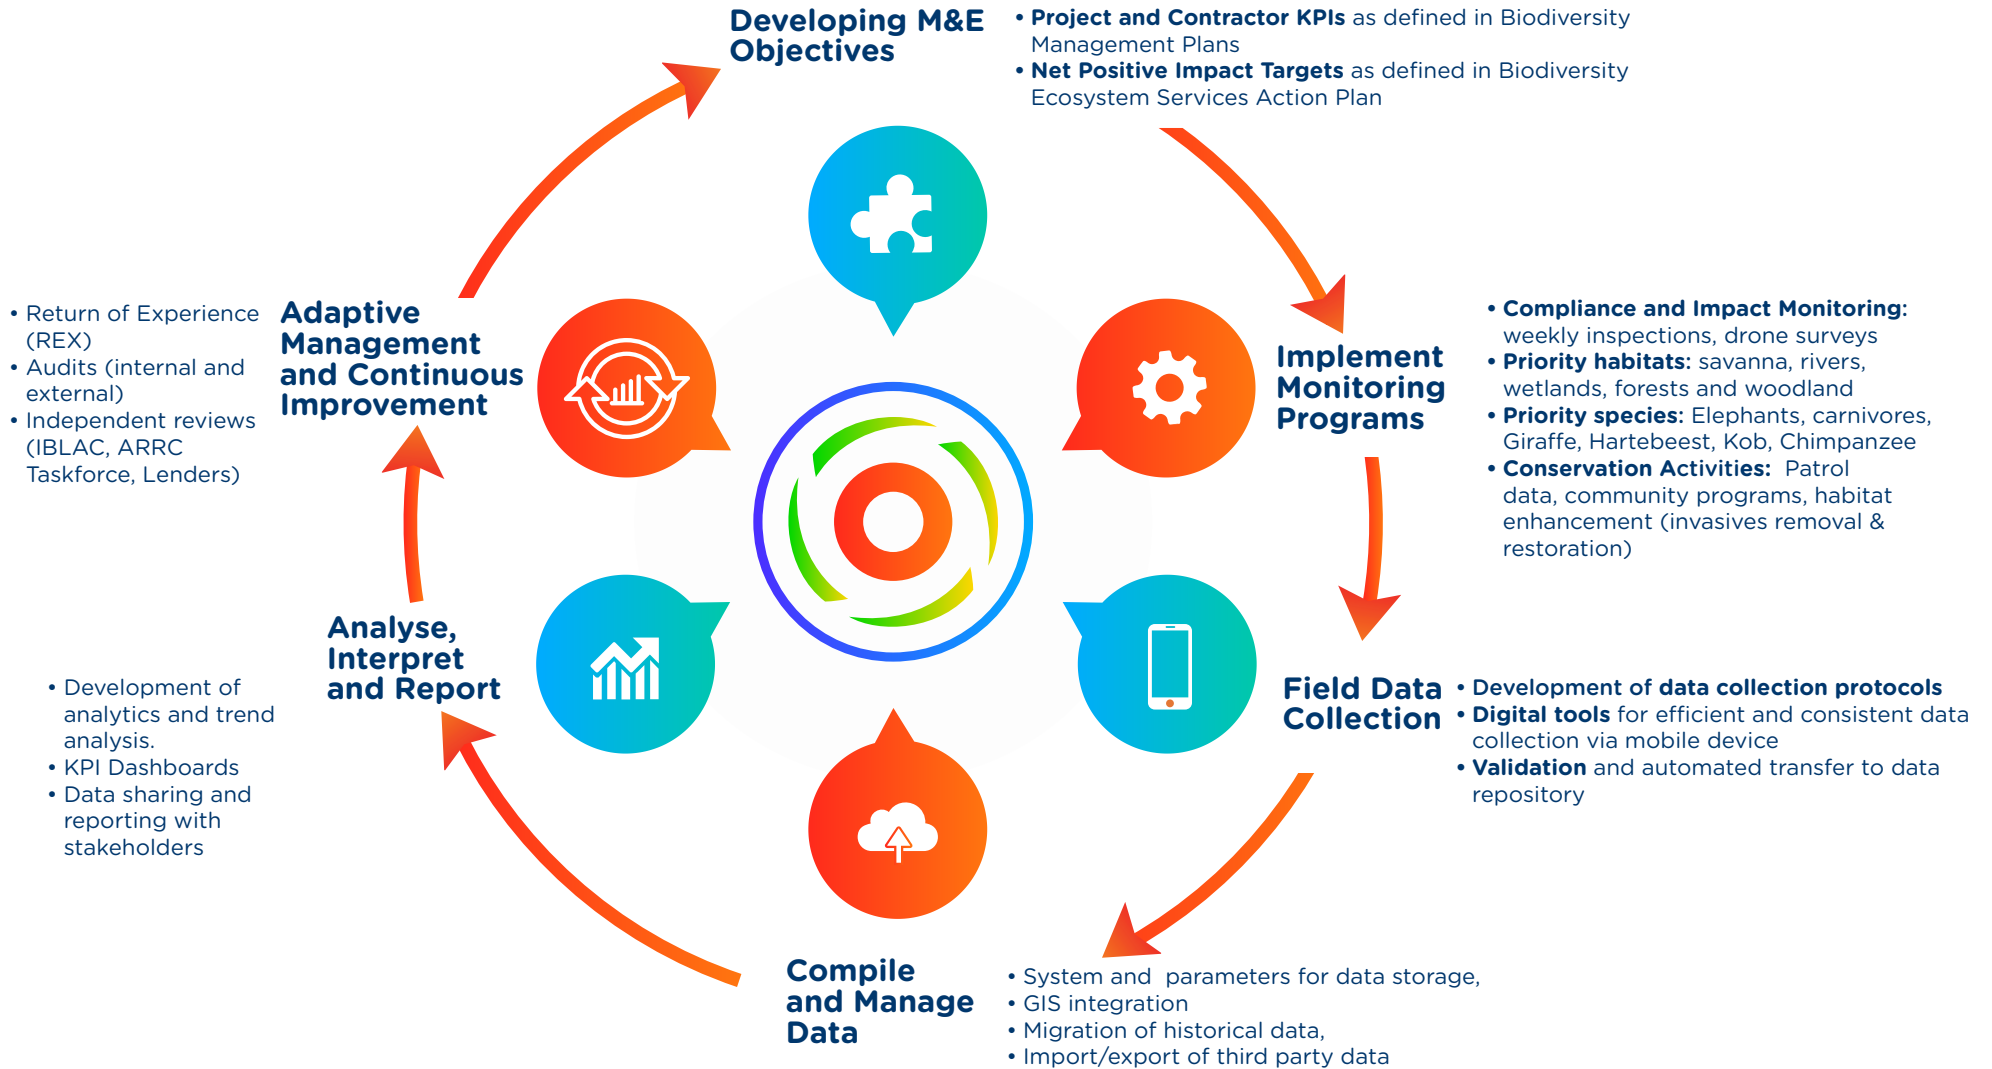 Developing M&E
Objectives
• Project and Contractor KPIs as defined in Biodiversity
Management Plans
• Net Positive Impact Targets as defined in Biodiversity
Ecosystem Services Action Plan
Implement
Monitoring
Programs
• Compliance and Impact Monitoring:
weekly inspections, drone surveys
• Priority habitats: savanna, rivers,
wetlands, forests and woodland
• Priority species: Elephants, carnivores,
Giraffe, Hartebeest, Kob, Chimpanzee
• Conservation Activities: Patrol
data, community programs, habitat
enhancement (invasives removal &
restoration)
Field Data
Collection
• Development of data collection protocols
• Digital tools for efficient and consistent data
collection via mobile device
• Validation and automated transfer to data
repository
Compile
and Manage
Data
• System and parameters for data storage,
• GIS integration
• Migration of historical data,
• Import/export of third party data
Analyse,
Interpret
and Report
• Development of
analytics and trend
analysis.
• KPI Dashboards
• Data sharing and
reporting with
stakeholders
Adaptive
Management
and Continuous
Improvement
• Return of Experience
(REX)
• Audits (internal and
external)
• Independent reviews
(IBLAC, ARRC
Taskforce, Lenders)